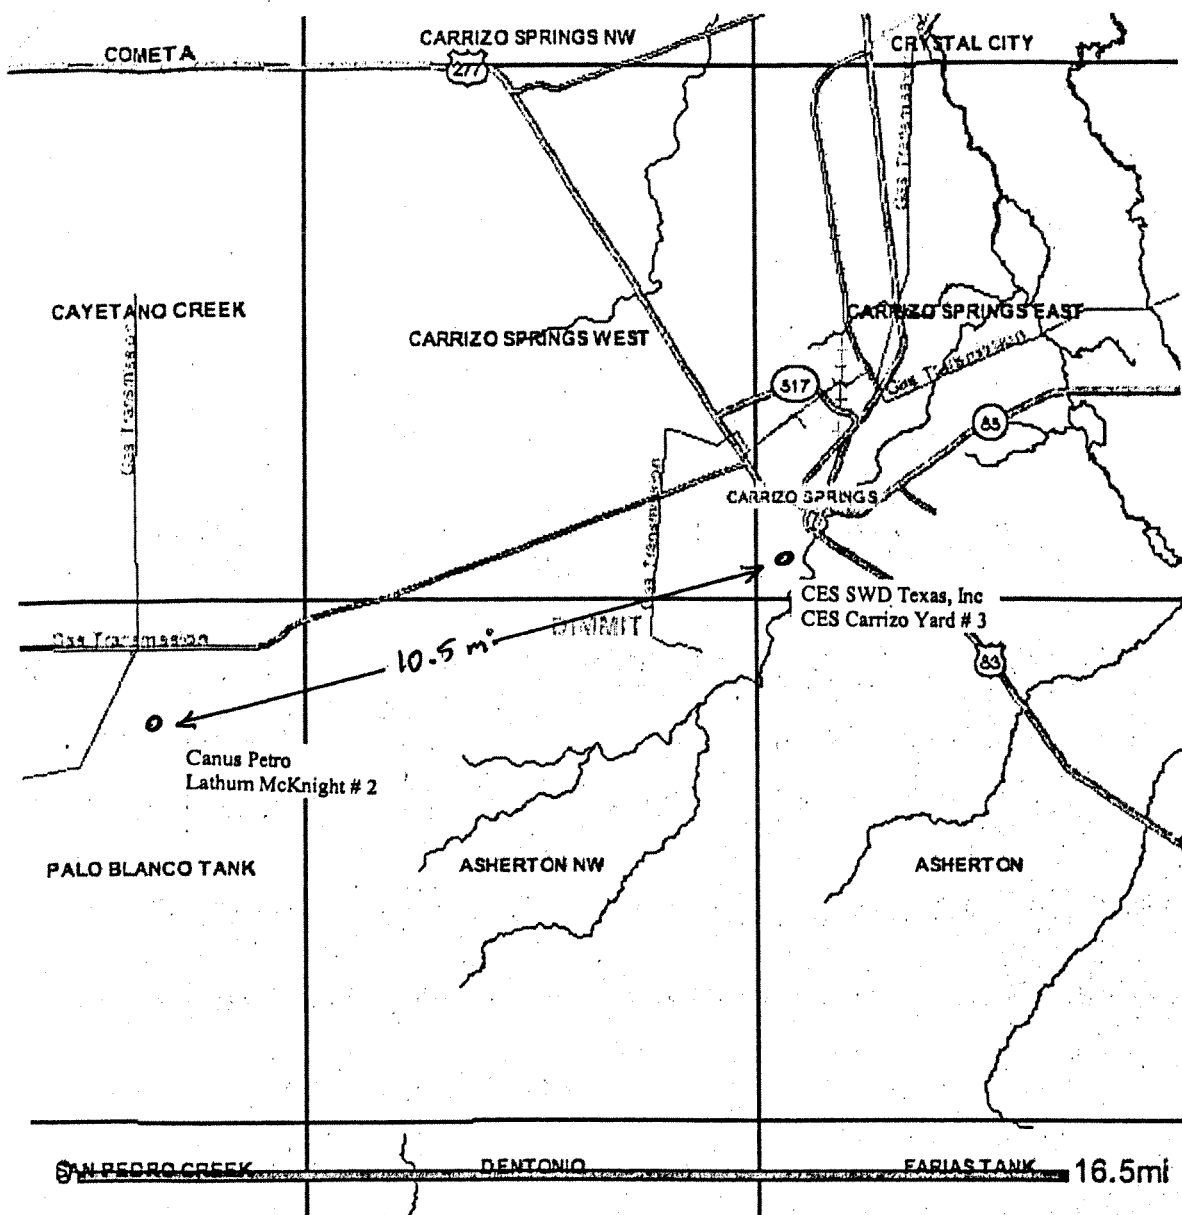 COMETA
CARRIZO SPRINGS NW
CRYSTAL CITY
277
Gas Transmission
CAYETANO CREEK
CARRIZO SPRINGS WEST
CARRIZO SPRINGS EAST
Gas Transmission
Gas Transmission
517
85
CARRIZO SPRINGS
Gas Transmission
CES SWD Texas, Inc
CES Carrizo Yard # 3
DIMMIT
Gas Transmission
10.5 mi
83
Canus Petro
Lathum McKnight # 2
PALO BLANCO TANK
ASHERTON NW
ASHERTON
SAN PEDRO CREEK
DENTONIO
FARIAS TANK
16.5mi